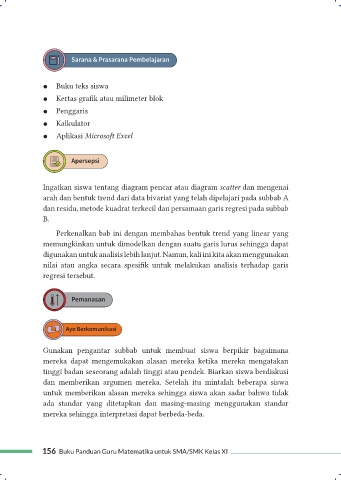 Sarana & Prasarana Pembelajaran
● Buku teks siswa
● Kertas grafik atau milimeter blok
● Penggaris
● Kalkulator
● Aplikasi Microsoft Excel
Apersepsi
Ingatkan siswa tentang diagram pencar atau diagram scatter dan mengenai
arah dan bentuk trend dari data bivariat yang telah dipelajari pada subbab A
dan residu, metode kuadrat terkecil dan persamaan garis regresi pada subbab
B.
Perkenalkan bab ini dengan membahas bentuk trend yang linear yang
memungkinkan untuk dimodelkan dengan suatu garis lurus sehingga dapat
digunakan untuk analisis lebih lanjut. Namun, kali ini kita akan menggunakan
nilai atau angka secara spesifik untuk melakukan analisis terhadap garis
regresi tersebut.
Pemanasan
Ayo Berkomunikasi
Gunakan pengantar subbab untuk membuat siswa berpikir bagaimana
mereka dapat mengemukakan alasan mereka ketika mereka mengatakan
tinggi badan seseorang adalah tinggi atau pendek. Biarkan siswa berdiskusi
dan memberikan argumen mereka. Setelah itu mintalah beberapa siswa
untuk memberikan alasan mereka sehingga siswa akan sadar bahwa tidak
ada standar yang ditetapkan dan masing-masing menggunakan standar
mereka sehingga interpretasi dapat berbeda-beda.
156 Buku Panduan Guru Matematika untuk SMA/SMK Kelas XI